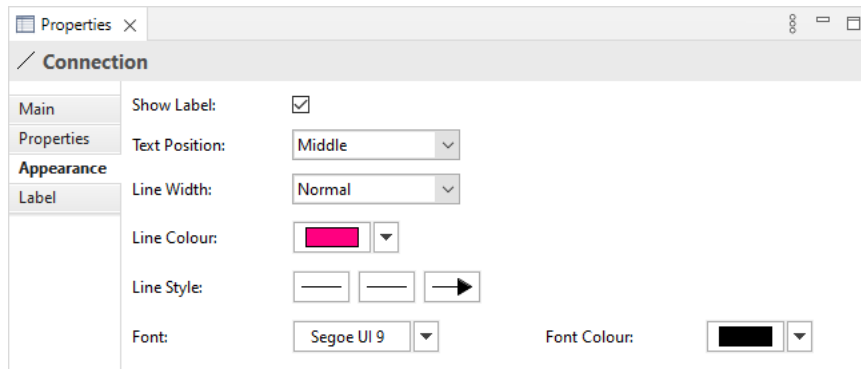 Properties
Connection
Main
Properties
Appearance
Label
Show Label:
Text Position: Middle
Line Width: Normal
Line Colour:
Line Style:
Font: Segoe UI 9 Font Colour: